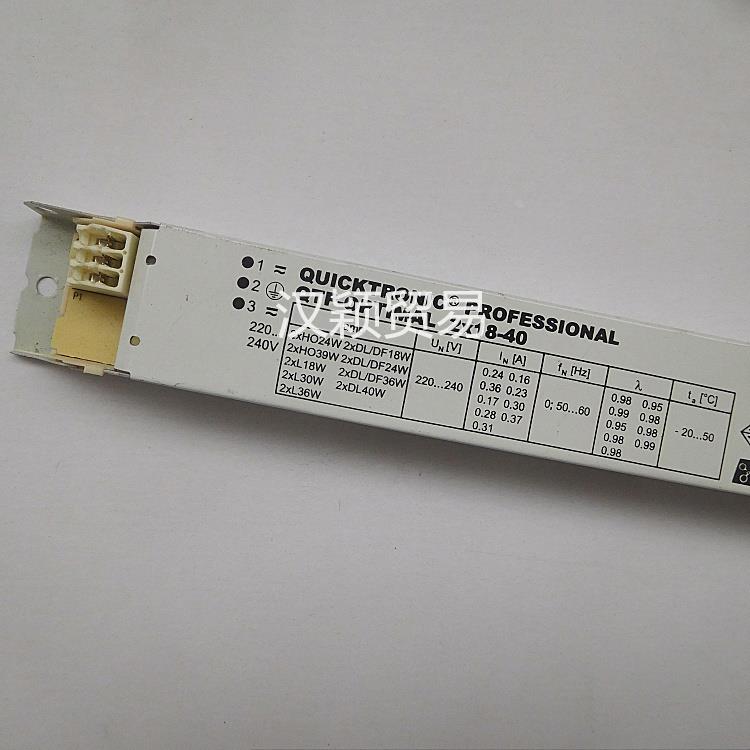 QUICKTRONIC® PROFESSIONAL
OPTIMAL 2x18-40
汉颖贸易
1
2
3
220...
240V
P1
U_N [V] I_N [A] f_N [Hz] λ t_a [°C]
2xHO24W
2xHO39W 2xDL/DF18W
2xL18W 2xDL/DF24W
2xL30W 2xDL/DF36W
2xL36W 2xDL40W
220...240
0.24 0.16
0.36 0.23
0.17 0.30
0.28 0.37
0.31
0; 50...60
0.98 0.95
0.99 0.98
0.95 0.98
0.98 0.99
0.98
- 20...50